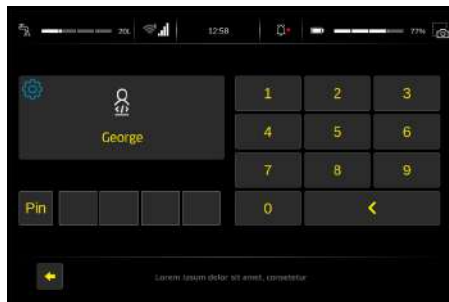 20L 12:58 77%
1 2 3
George
4 5 6
7 8 9
Pin 0
Lorem Ipsum dolor sit amet, consetetur